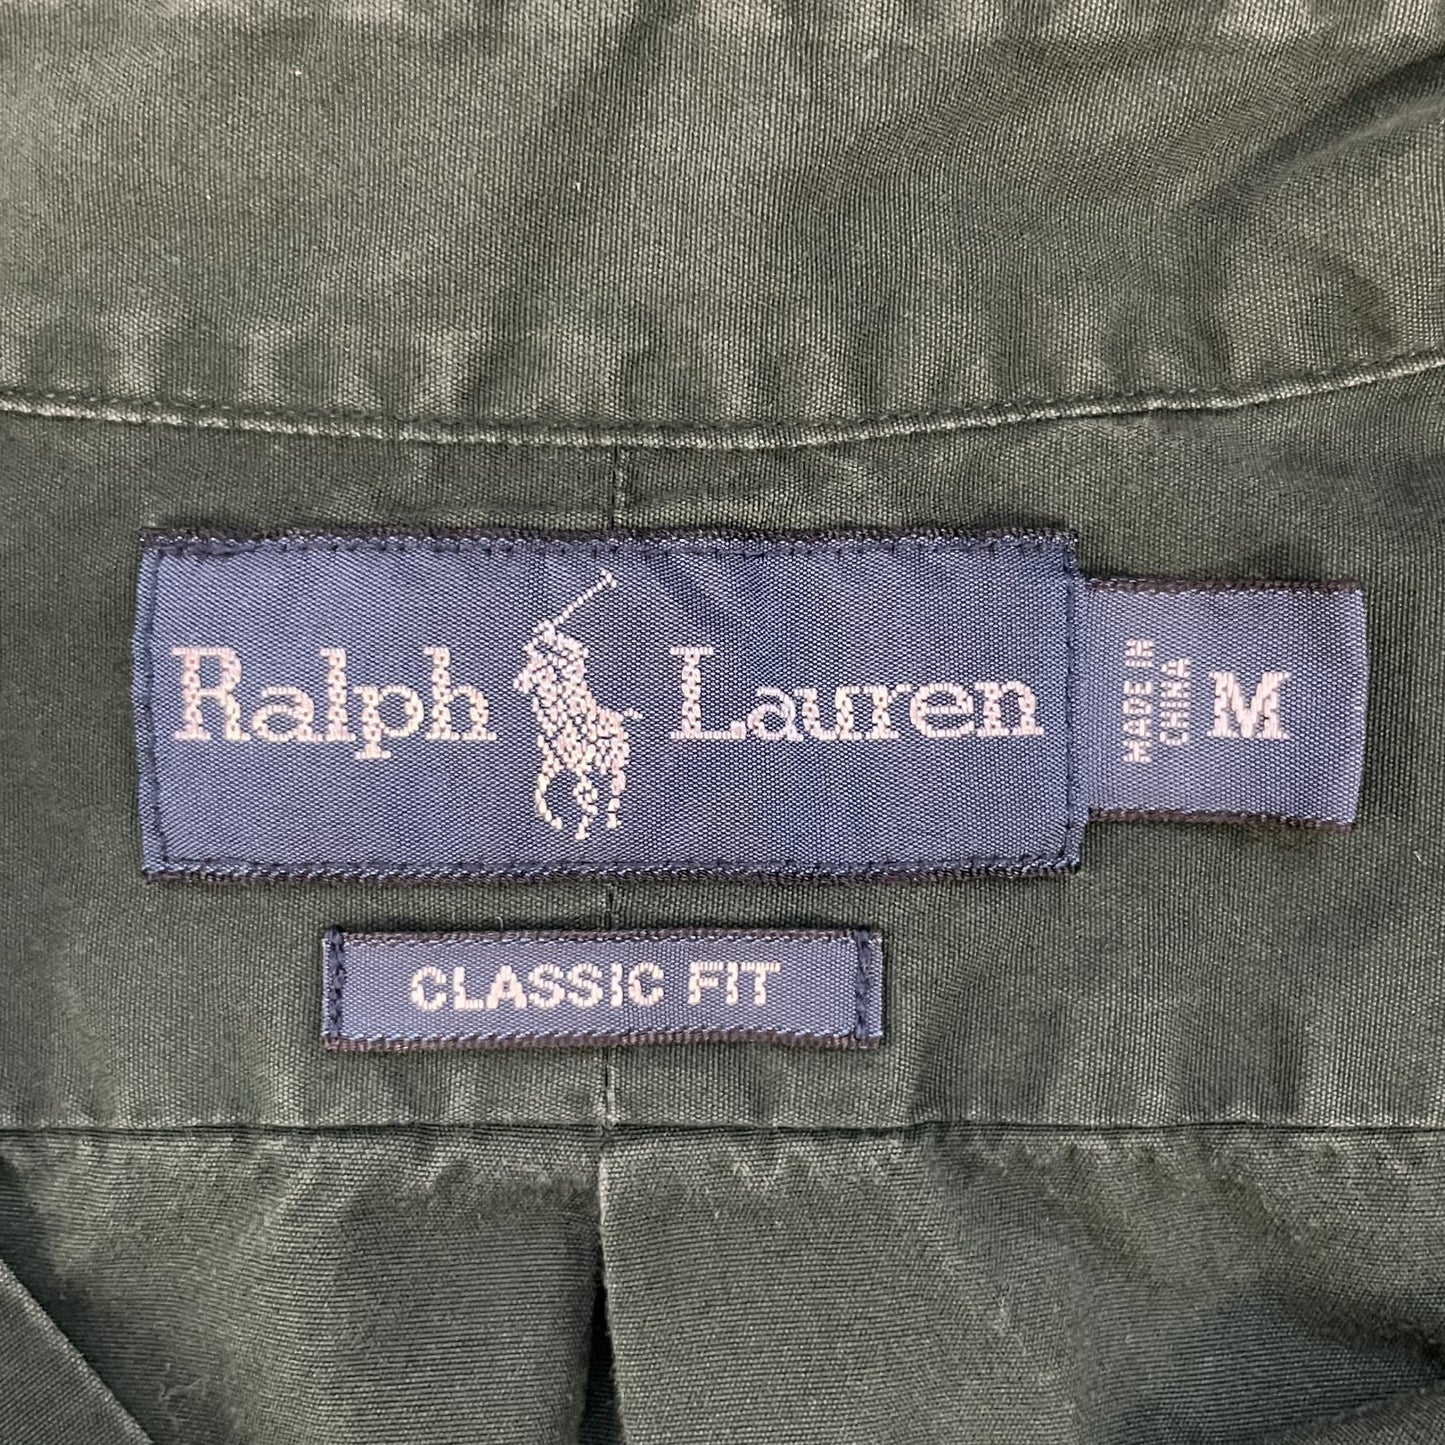 Ralph Lauren
MADE IN
CHINA
M
CLASSIC FIT